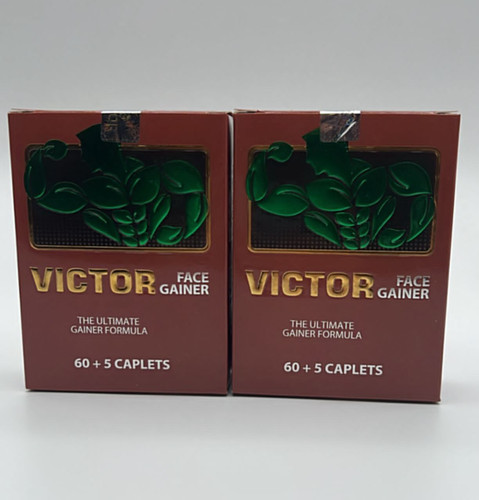 VICTOR FACE GAINER
THE ULTIMATE
GAINER FORMULA
60 + 5 CAPLETS
VICTOR FACE GAINER
THE ULTIMATE
GAINER FORMULA
60 + 5 CAPLETS